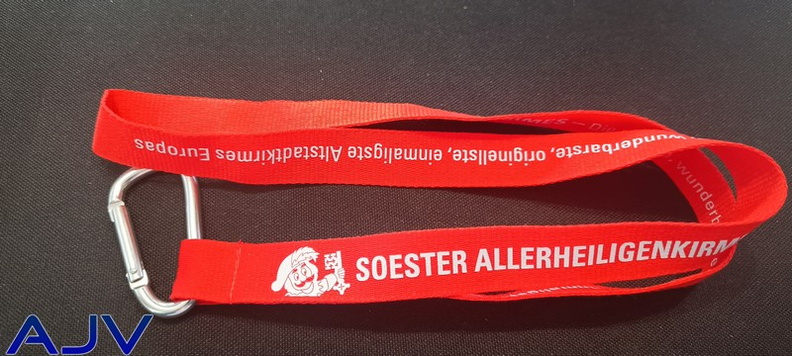 wunderbarste, originellste, einmaligste Altstadtkirmes Europas
SOESTER ALLERHEILIGENKIRM
AJV